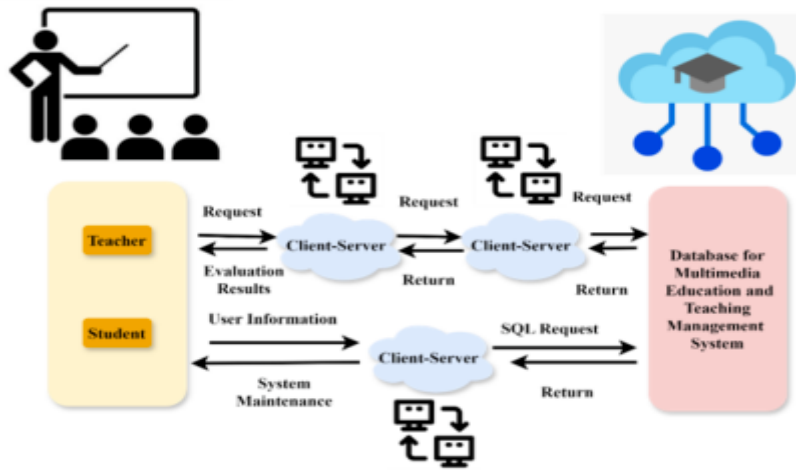 Request
Request
Request
Teacher
Client-Server
Client-Server
Evaluation
Results
Return
Return
Database for
Multimedia
Education and
Teaching
Management
System
Student
User Information
SQL Request
Client-Server
System
Maintenance
Return